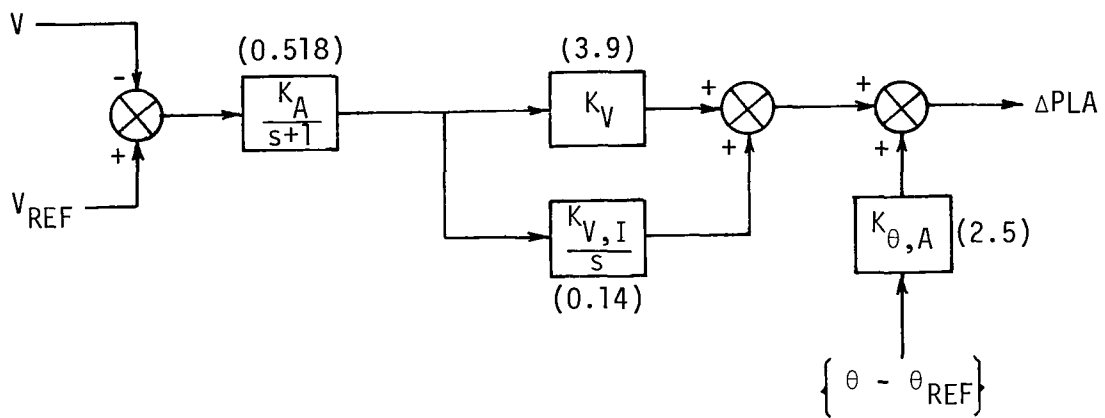 V
(0.518)
(3.9)
-
K_A
s+1
K_V
+
+
+
+
+
+
ΔPLA
V_REF
K_V,I
s
(0.14)
K_θ,A
(2.5)
{ θ - θ_REF }